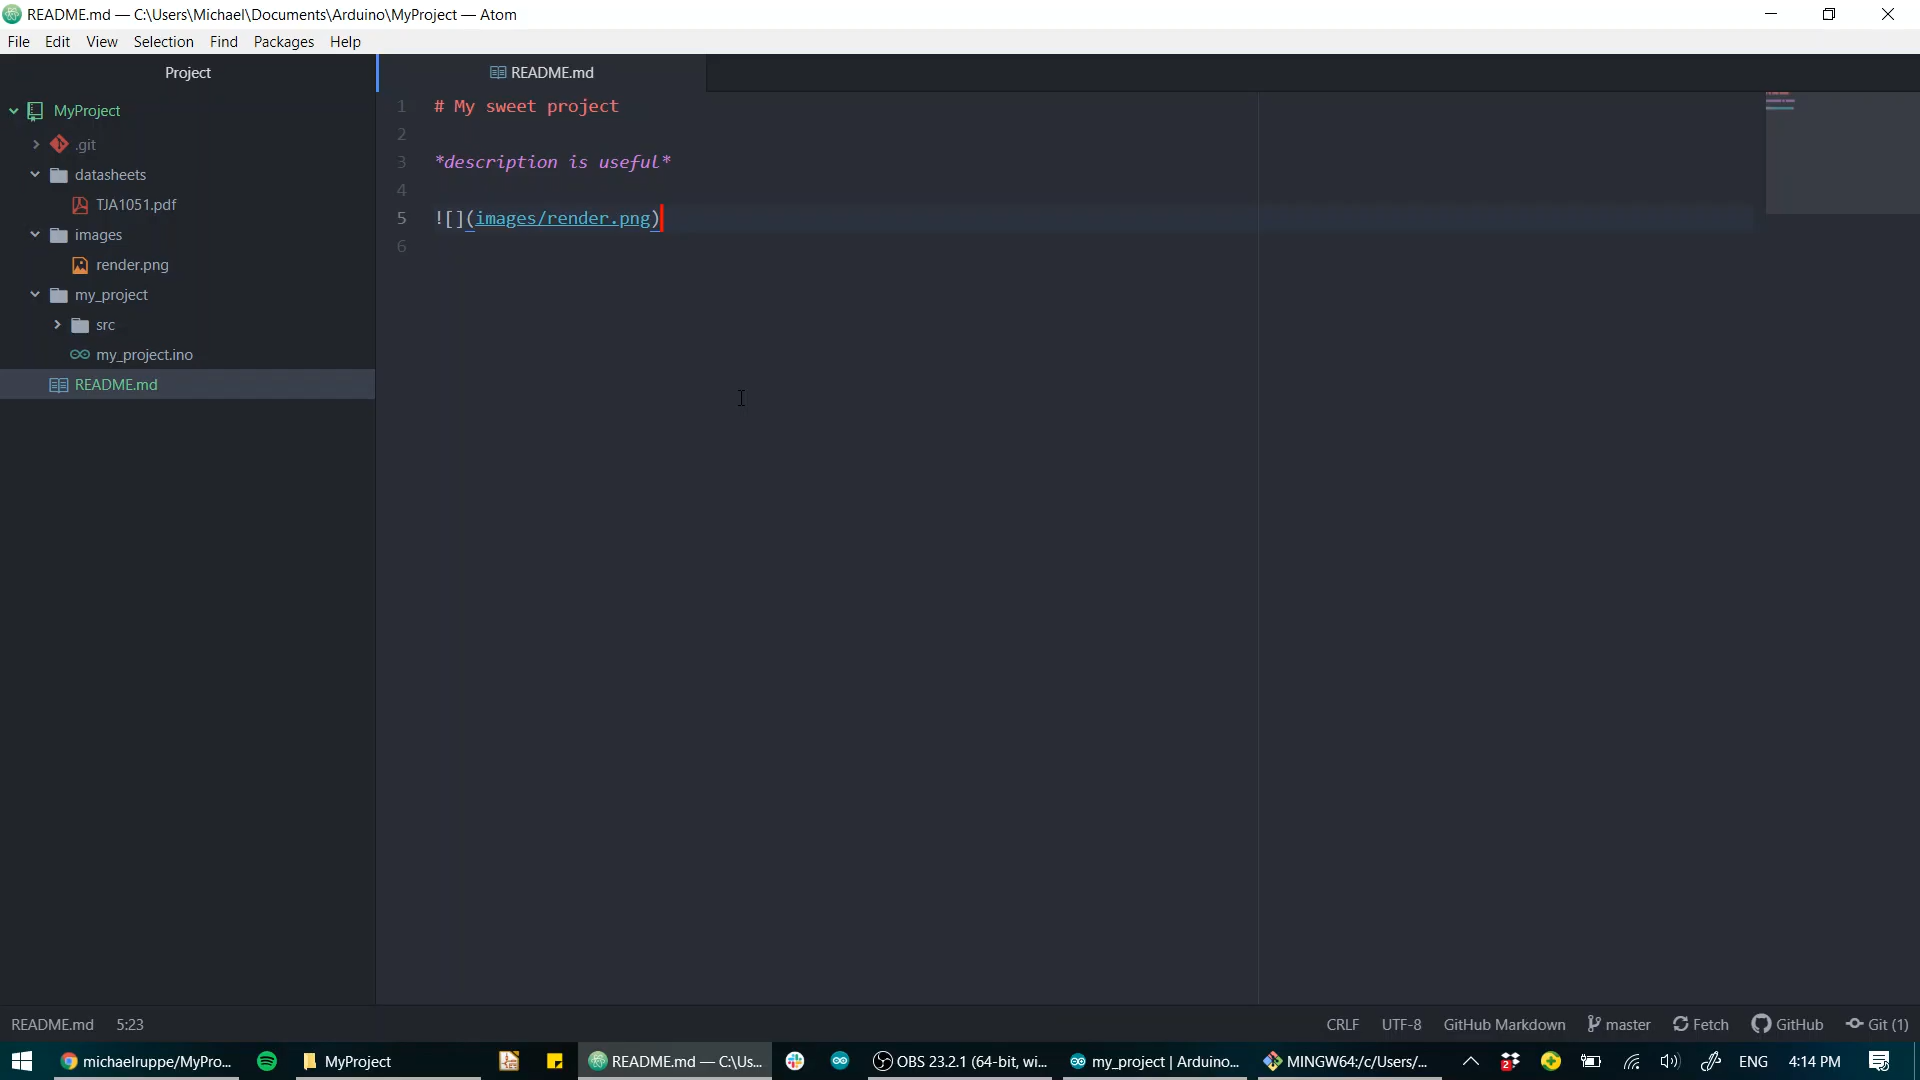 README.md — C:\Users\Michael\Documents\Arduino\MyProject — Atom
File Edit View Selection Find Packages Help
Project
README.md
MyProject
.git
datasheets
TJA1051.pdf
images
render.png
my_project
src
my_project.ino
README.md
1 # My sweet project
2
3 *description is useful*
4
5 ![](images/render.png)
6
README.md 5:23
CRLF UTF-8 GitHub Markdown master Fetch GitHub Git (1)
michaelruppe/MyPro... MyProject README.md — C:\Us... OBS 23.2.1 (64-bit, wi... my_project | Arduino... MINGW64:/c/Users/... 2 ENG 4:14 PM